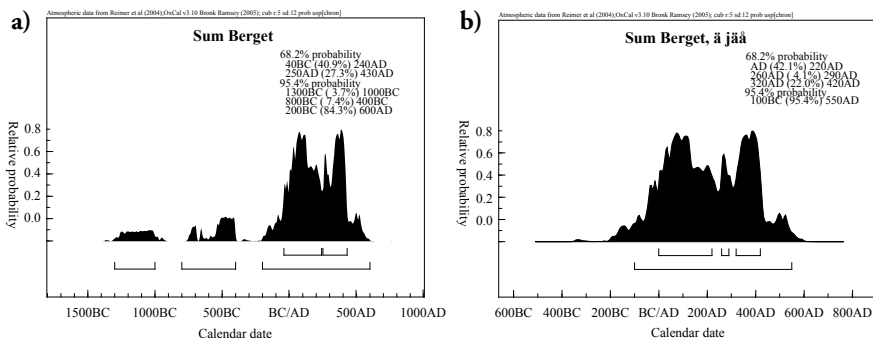 a)
Atmospheric data from Reimer et al (2004);OxCal v3.10 Bronk Ramsey (2005); cub r:5 sd:12 prob usp[chron]
Sum Berget
68.2% probability
40BC (40.9%) 240AD
250AD (27.3%) 430AD
95.4% probability
1300BC ( 3.7%) 1000BC
800BC ( 7.4%) 400BC
200BC (84.3%) 600AD
Relative probability
0.8
0.6
0.4
0.2
0.0
1500BC 1000BC 500BC BC/AD 500AD 1000AD
Calendar date
b)
Atmospheric data from Reimer et al (2004);OxCal v3.10 Bronk Ramsey (2005); cub r:5 sd:12 prob usp[chron]
Sum Berget, ä jäå
68.2% probability
AD (42.1%) 220AD
260AD ( 4.1%) 290AD
320AD (22.0%) 420AD
95.4% probability
100BC (95.4%) 550AD
Relative probability
0.8
0.6
0.4
0.2
0.0
600BC 400BC 200BC BC/AD 200AD 400AD 600AD 800AD
Calendar date